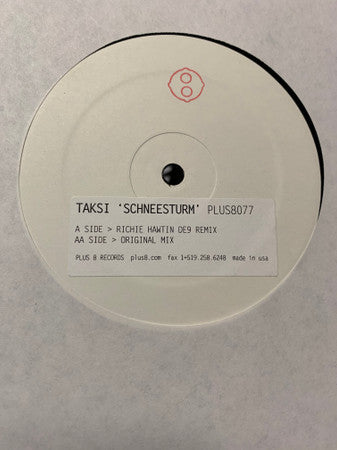 TAKSI ‘SCHNEESTURM’ PLUS8077
A SIDE > RICHIE HAWTIN DE9 REMIX
AA SIDE > ORIGINAL MIX
PLUS 8 RECORDS plus8.com fax 1+519.258.6248 made in usa